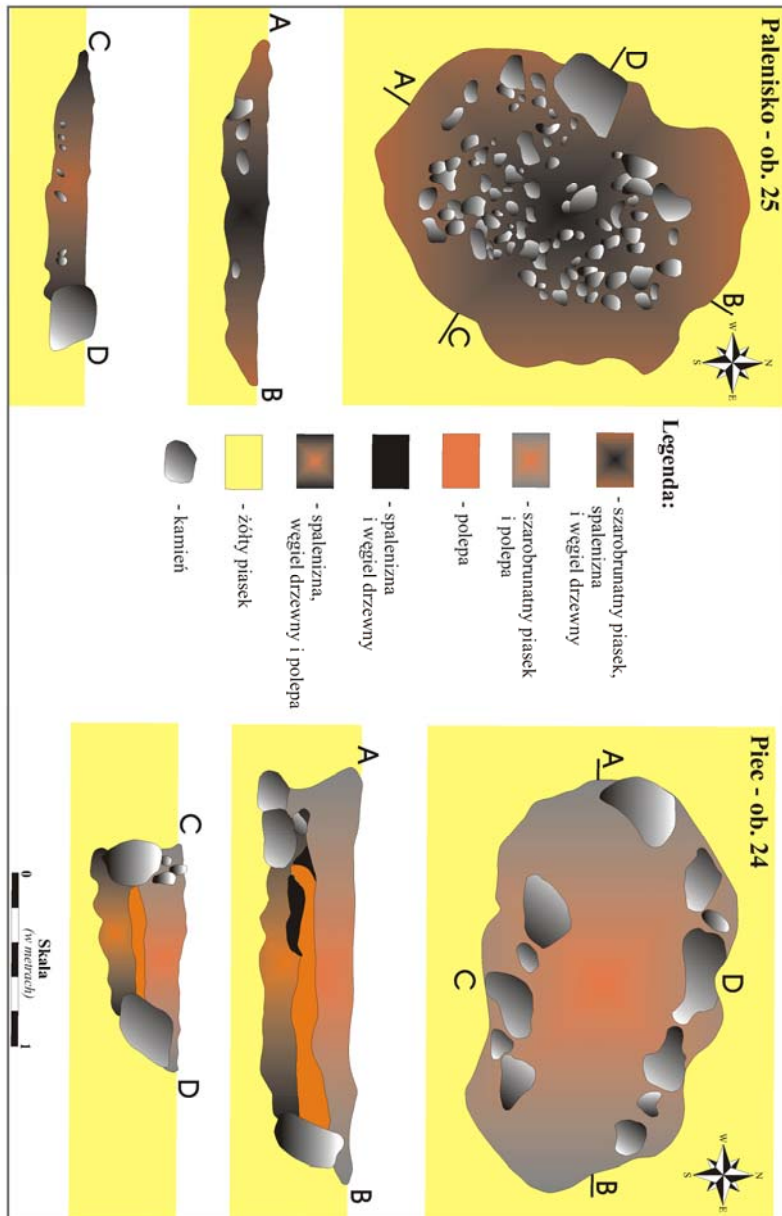 Palenisko - ob. 25
D
A
B
C
N
W
E
S
A
B
C
D
Legenda:
- szarobrunatny piasek,
spalenizna
i węgiel drzewny
- szarobrunatny piasek
i polepa
- polepa
- spalenizna
i węgiel drzewny
- spalenizna,
węgiel drzewny i polepa
- żółty piasek
- kamień
Piec - ob. 24
A
D
C
B
N
W
E
S
A
B
C
D
0
1
Skala
(w metrach)